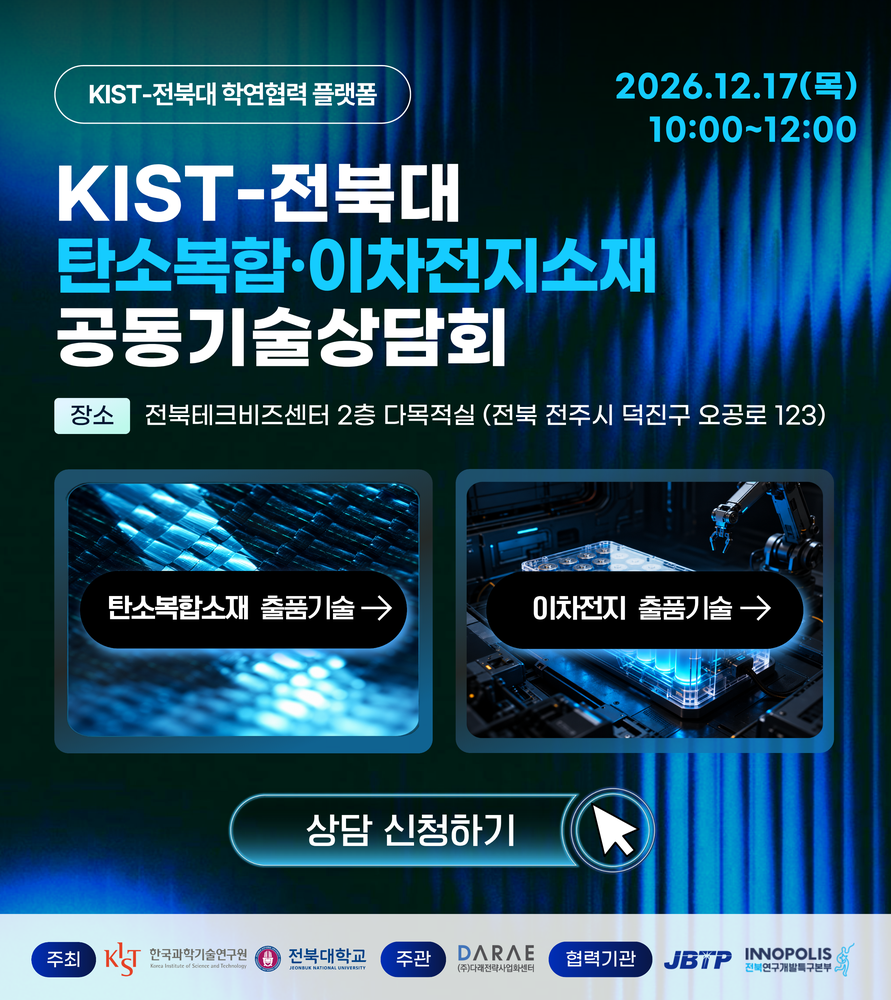 KIST-전북대 학연협력 플랫폼
2026.12.17(목)
10:00~12:00
KIST-전북대
탄소복합·이차전지소재
공동기술상담회
장소 전북테크비즈센터 2층 다목적실 (전북 전주시 덕진구 오공로 123)
탄소복합소재 출품기술 →
이차전지 출품기술 →
상담 신청하기
주최 KIST 한국과학기술연구원 Korea Institute of Science and Technology 전북대학교 JEONBUK NATIONAL UNIVERSITY 주관 DARAE (주)다래전략사업화센터 협력기관 JBTP INNOPOLIS 전북연구개발특구본부